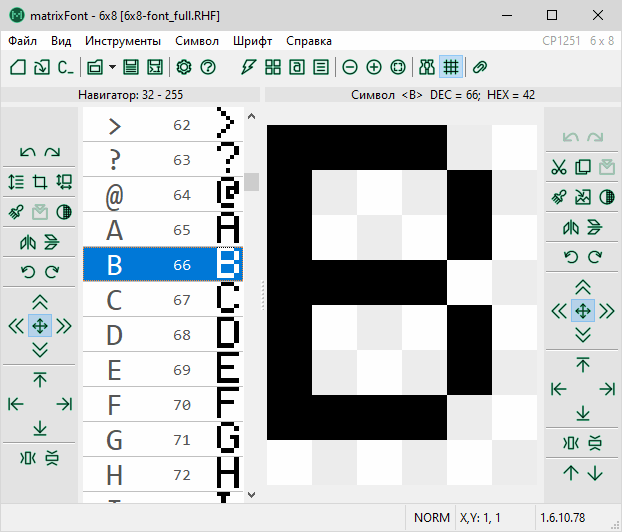 matrixFont - 6x8 [6x8-font_full.RHF]
Файл Вид Инструменты Символ Шрифт Справка CP1251 6 x 8
Навигатор: 32 - 255 Символ <B> DEC = 66; HEX = 42
> 62 >
? 63 ?
@ 64 @
A 65 A
B 66 B
C 67 C
D 68 D
E 69 E
F 70 F
G 71 G
H 72 H
B
NORM X,Y: 1, 1 1.6.10.78